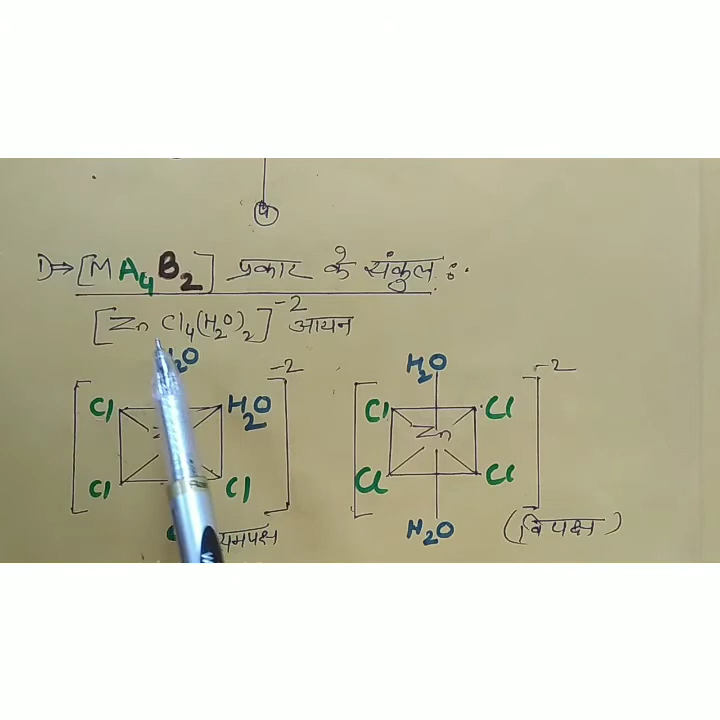 प
D⇒ [MA₄B₂] प्रकार के संकुल :-
[Zn Cl₄(H₂O)₂]⁻² आयन
H₂O
Cl H₂O -2
Cl Cl
समपक्ष
H₂O
Cl Zn Cl -2
Cl Cl
H₂O
(विपक्ष)